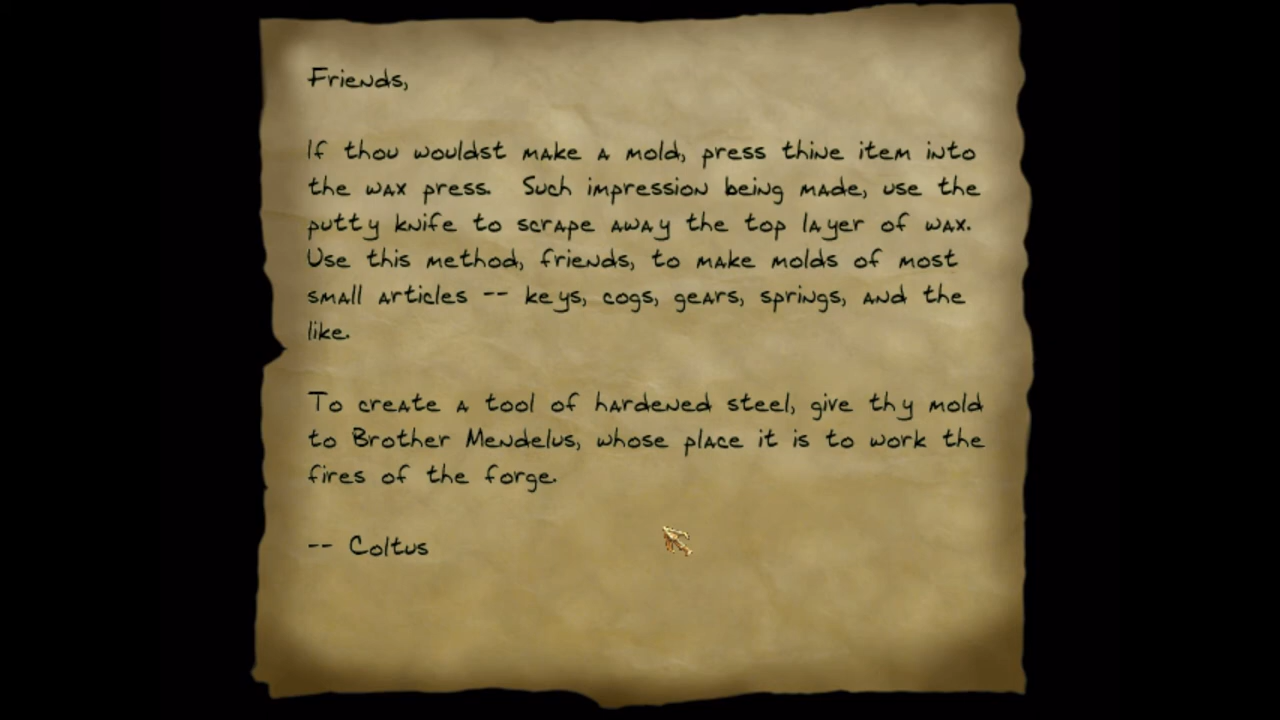 Friends,
If thou wouldst make a mold, press thine item into
the wax press.  Such impression being made, use the
putty knife to scrape away the top layer of wax.
Use this method, friends, to make molds of most
small articles -- keys, cogs, gears, springs, and the
like.
To create a tool of hardened steel, give thy mold
to Brother Mendelus, whose place it is to work the
fires of the forge.
-- Coltus